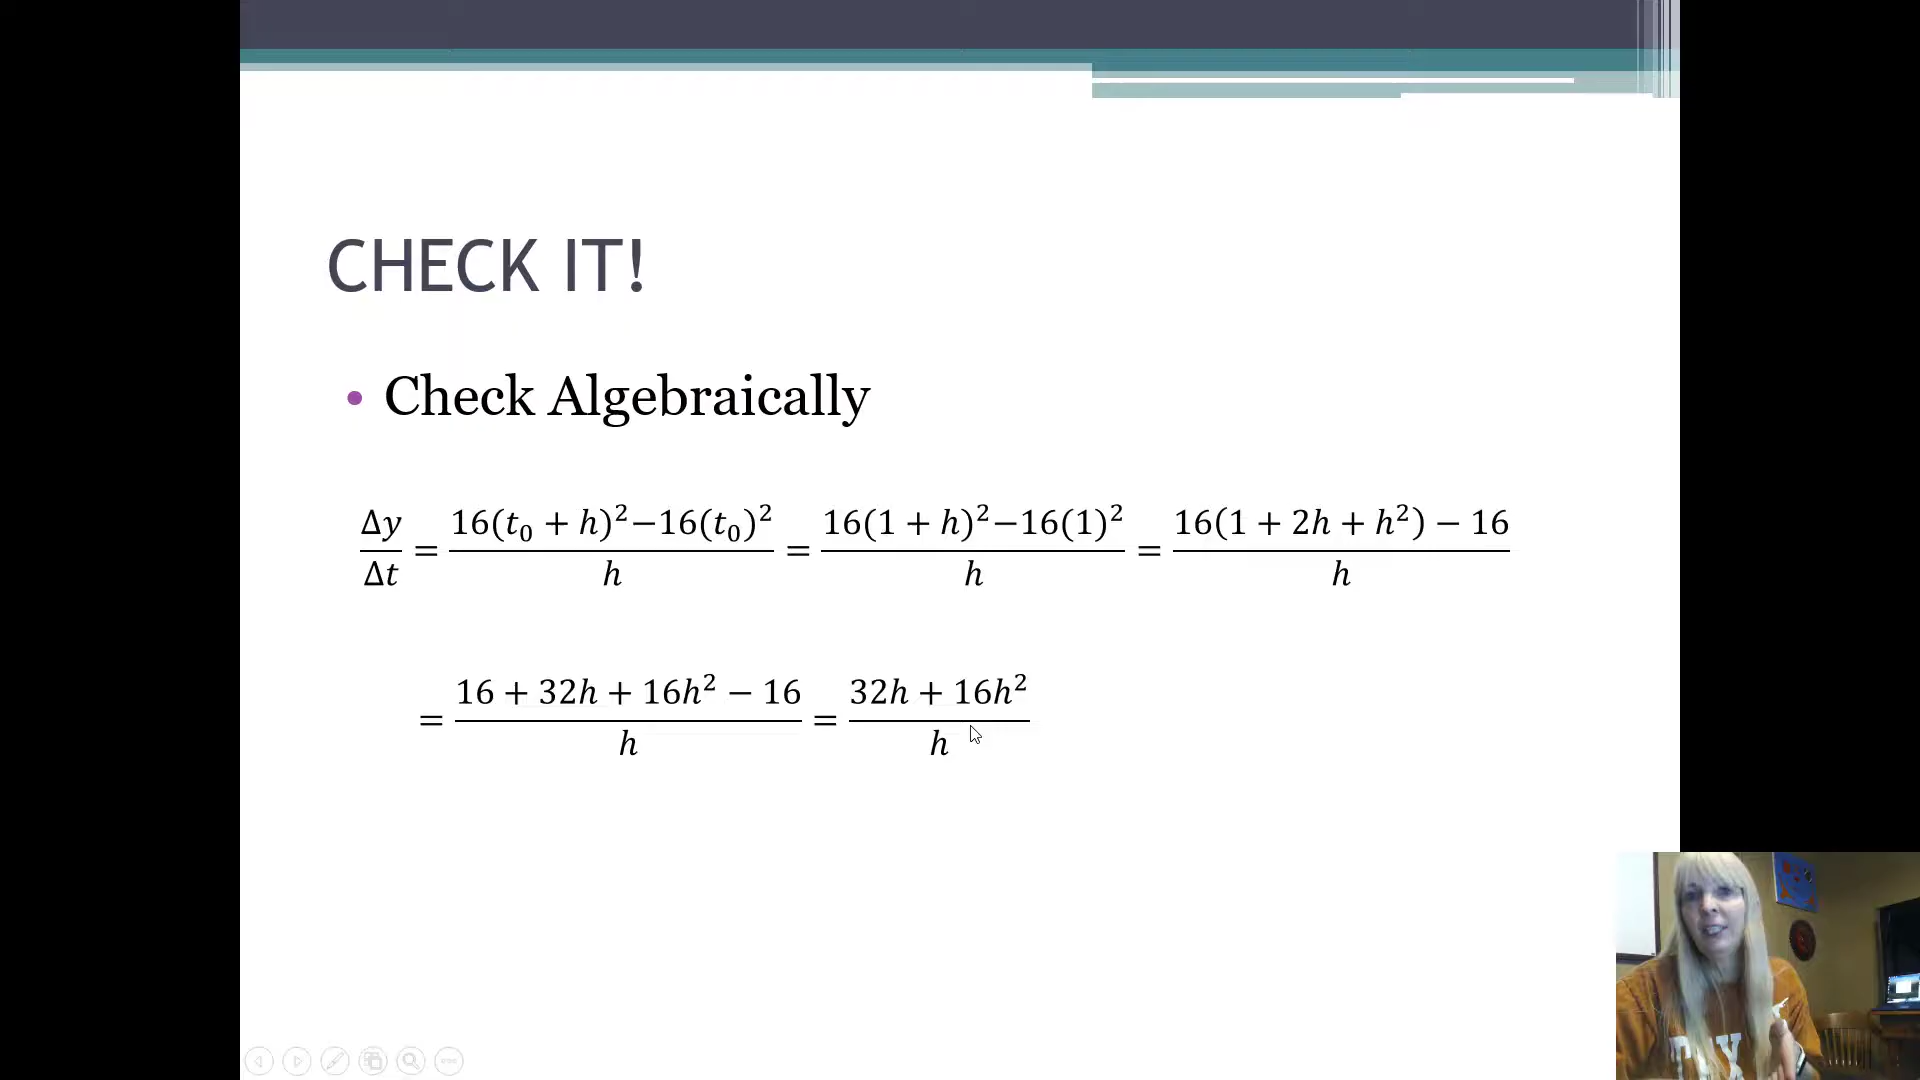 CHECK IT!
• Check Algebraically
Δy/Δt = (16(t₀ + h)²−16(t₀)²)/h = (16(1 + h)²−16(1)²)/h = (16(1 + 2h + h²) − 16)/h
= (16 + 32h + 16h² − 16)/h = (32h + 16h²)/h